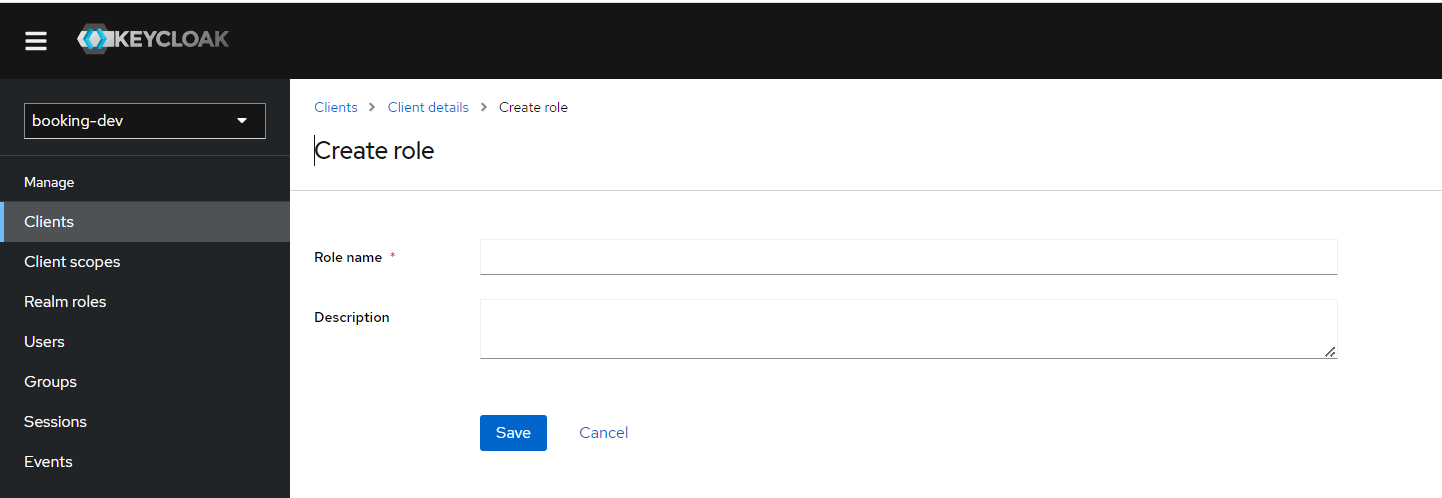 KEYCLOAK
booking-dev
Manage
Clients
Client scopes
Realm roles
Users
Groups
Sessions
Events
Clients > Client details > Create role
Create role
Role name *
Description
Save Cancel